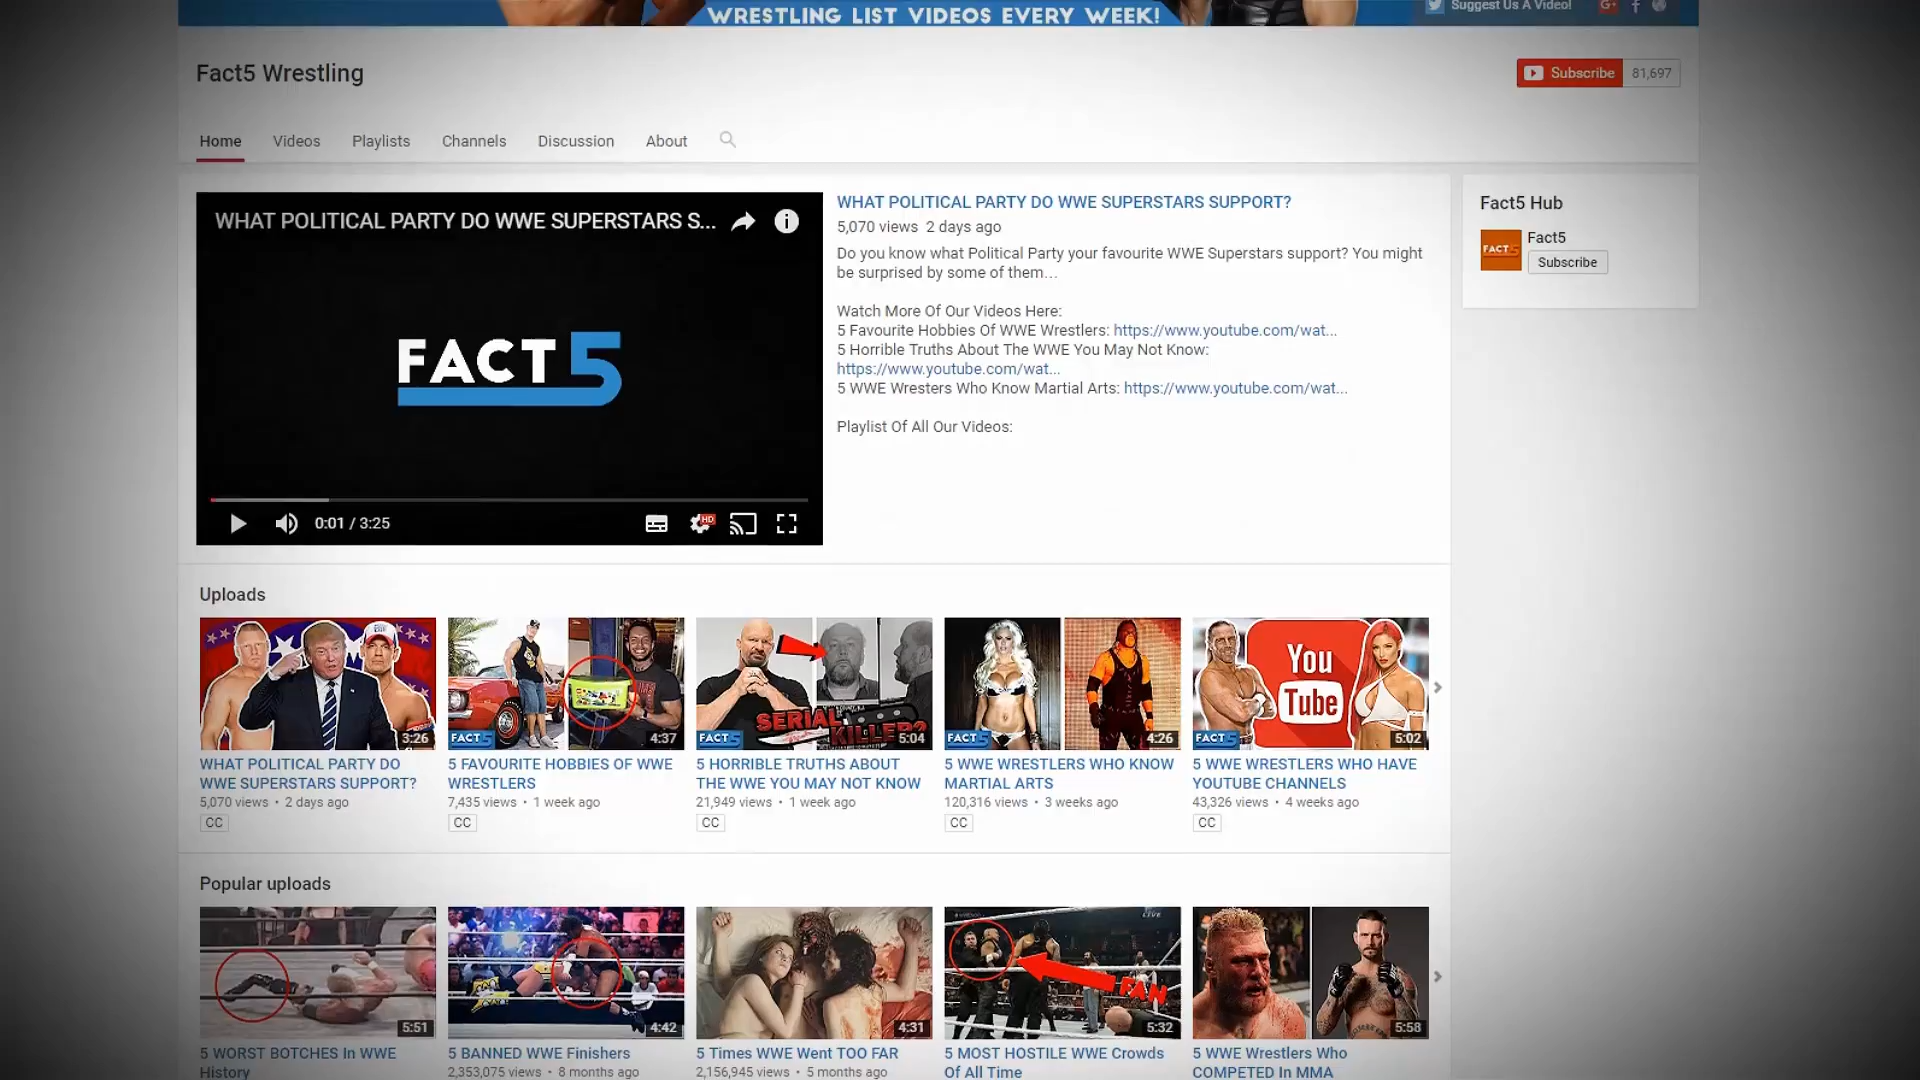 WRESTLING LIST VIDEOS EVERY WEEK!
Suggest Us A Video!
Fact5 Wrestling
Subscribe 81,697
Home Videos Playlists Channels Discussion About
WHAT POLITICAL PARTY DO WWE SUPERSTARS S...
FACT5
0:01 / 3:25
HD
WHAT POLITICAL PARTY DO WWE SUPERSTARS SUPPORT?
5,070 views 2 days ago
Do you know what Political Party your favourite WWE Superstars support? You might
be surprised by some of them…
Watch More Of Our Videos Here:
5 Favourite Hobbies Of WWE Wrestlers: https://www.youtube.com/wat...
5 Horrible Truths About The WWE You May Not Know:
https://www.youtube.com/wat...
5 WWE Wresters Who Know Martial Arts: https://www.youtube.com/wat...
Playlist Of All Our Videos:
Fact5 Hub
FACT5
Fact5
Subscribe
Uploads
3:26
FACT5
4:37
SERIAL KILLER?
FACT5
5:04
FACT5
4:26
You
Tube
FACT5
5:02
WHAT POLITICAL PARTY DO
WWE SUPERSTARS SUPPORT?
5,070 views • 2 days ago
CC
5 FAVOURITE HOBBIES OF WWE
WRESTLERS
7,435 views • 1 week ago
CC
5 HORRIBLE TRUTHS ABOUT
THE WWE YOU MAY NOT KNOW
21,949 views • 1 week ago
CC
5 WWE WRESTLERS WHO KNOW
MARTIAL ARTS
120,316 views • 3 weeks ago
CC
5 WWE WRESTLERS WHO HAVE
YOUTUBE CHANNELS
43,326 views • 4 weeks ago
CC
Popular uploads
5:51
4:42
4:31
LIVE
FAN
5:32
5:58
5 WORST BOTCHES In WWE
History
5 BANNED WWE Finishers
2,353,075 views • 8 months ago
5 Times WWE Went TOO FAR
2,156,945 views • 5 months ago
5 MOST HOSTILE WWE Crowds
Of All Time
5 WWE Wrestlers Who
COMPETED In MMA